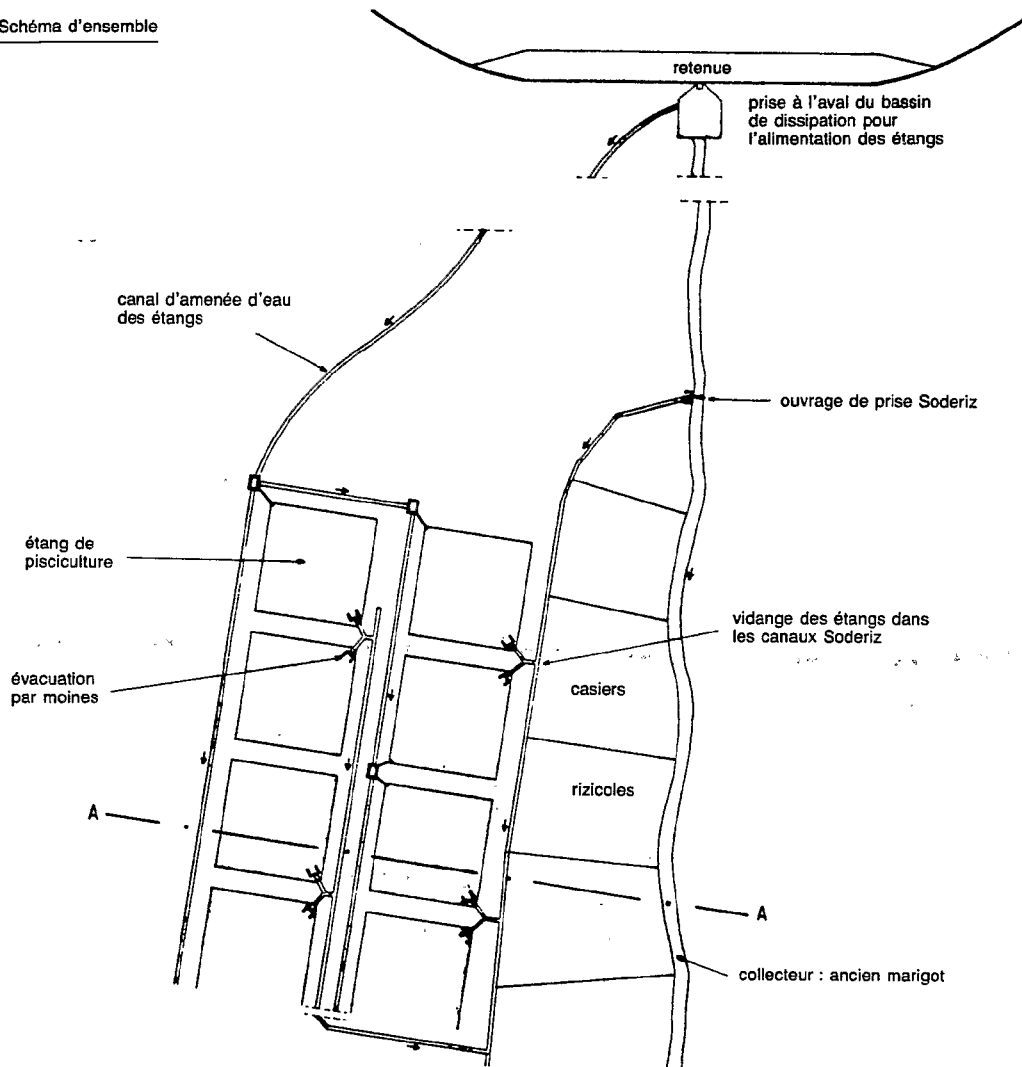 Schéma d'ensemble
retenue
prise à l'aval du bassin
de dissipation pour
l'alimentation des étangs
canal d'amenée d'eau
des étangs
ouvrage de prise Soderiz
étang de
pisciculture
vidange des étangs dans
les canaux Soderiz
évacuation
par moines
casiers
rizicoles
A
A
collecteur : ancien marigot